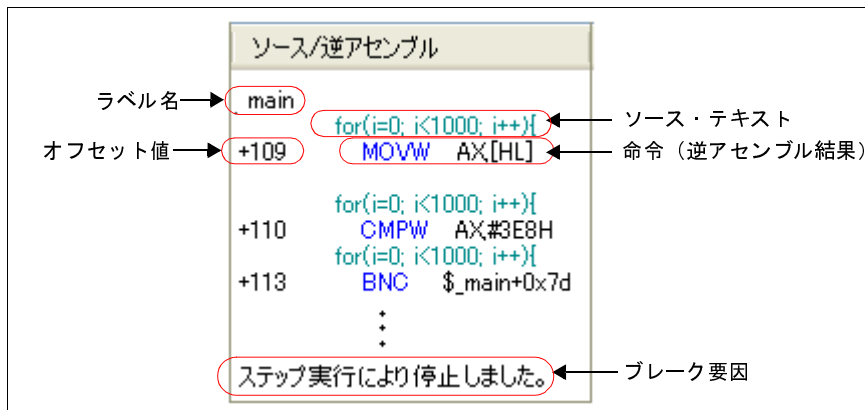 ソース/逆アセンブル
ラベル名
_main
for(i=0; i<1000; i++){
ソース・テキスト
オフセット値
+109 MOVW AX,[HL]
命令（逆アセンブル結果）
for(i=0; i<1000; i++){
+110 CMPW AX,#3E8H
for(i=0; i<1000; i++){
+113 BNC $_main+0x7d
ステップ実行により停止しました。
ブレーク要因